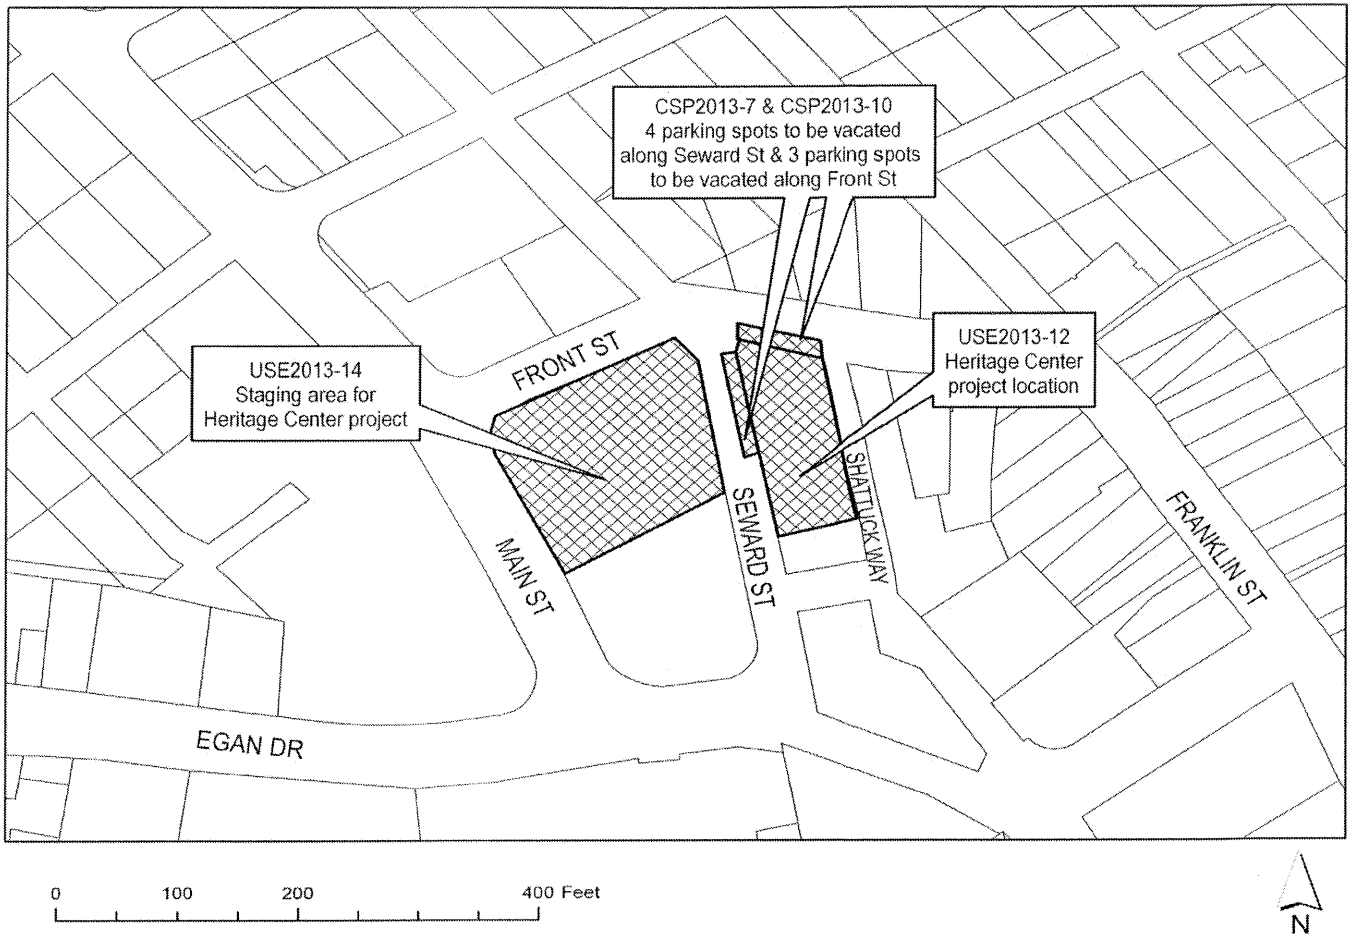 CSP2013-7 & CSP2013-10
4 parking spots to be vacated
along Seward St & 3 parking spots
to be vacated along Front St
USE2013-14
Staging area for
Heritage Center project
USE2013-12
Heritage Center
project location
FRONT ST
MAIN ST
SEWARD ST
SHATTUCK WAY
FRANKLIN ST
EGAN DR
0 100 200 400 Feet
N